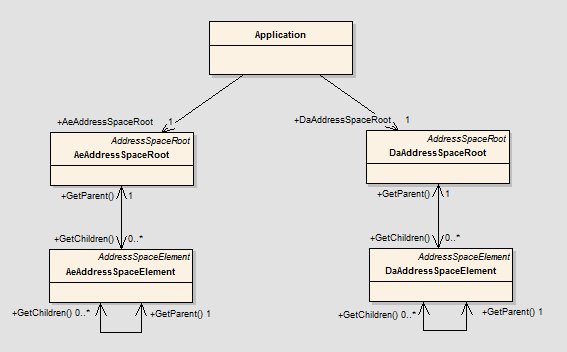 Application
+AeAddressSpaceRoot 1
+DaAddressSpaceRoot 1
AddressSpaceRoot
AeAddressSpaceRoot
AddressSpaceRoot
DaAddressSpaceRoot
+GetParent() 1
+GetParent() 1
+GetChildren() 0..*
+GetChildren() 0..*
AddressSpaceElement
AeAddressSpaceElement
AddressSpaceElement
DaAddressSpaceElement
+GetChildren() 0..* +GetParent() 1
+GetChildren() 0..* +GetParent() 1